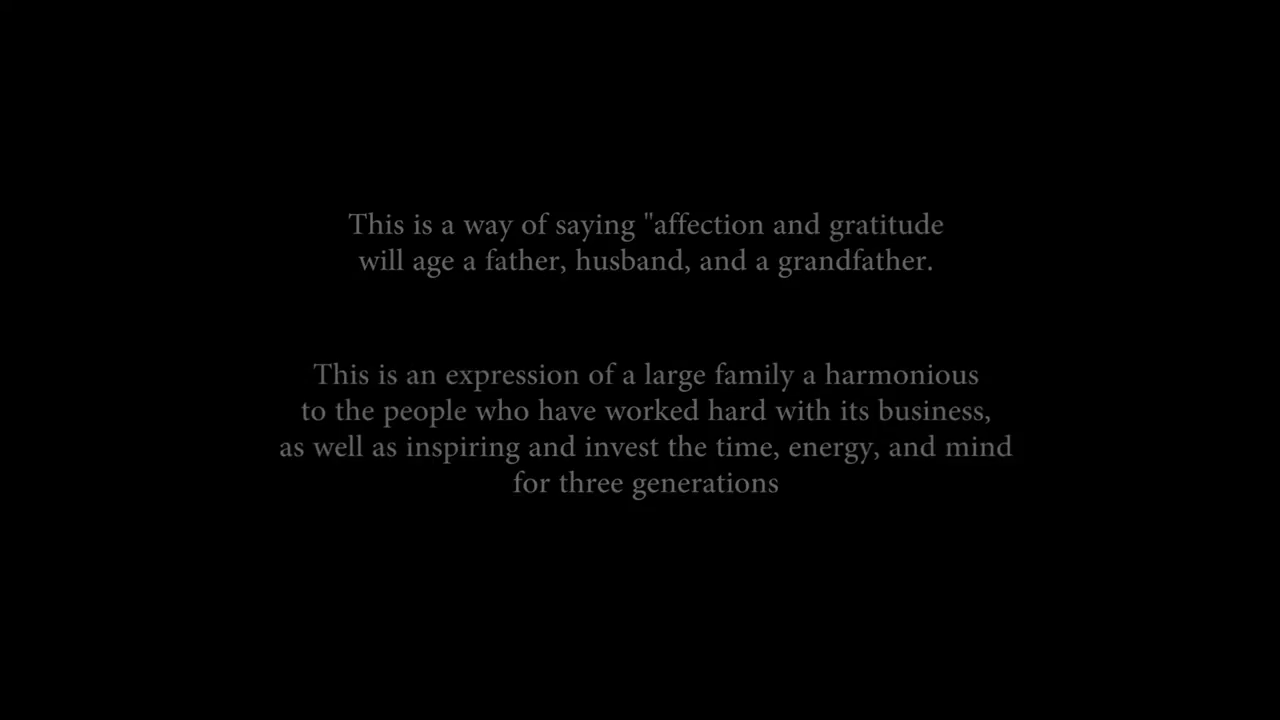 This is a way of saying "affection and gratitude
will age a father, husband, and a grandfather.
This is an expression of a large family a harmonious
to the people who have worked hard with its business,
as well as inspiring and invest the time, energy, and mind
for three generations